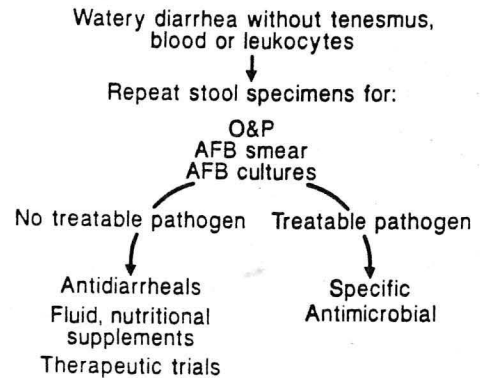 Watery diarrhea without tenesmus,
blood or leukocytes
Repeat stool specimens for:
O&P
AFB smear
AFB cultures
No treatable pathogen
Treatable pathogen
Antidiarrheals
Fluid, nutritional
supplements
Therapeutic trials
Specific
Antimicrobial